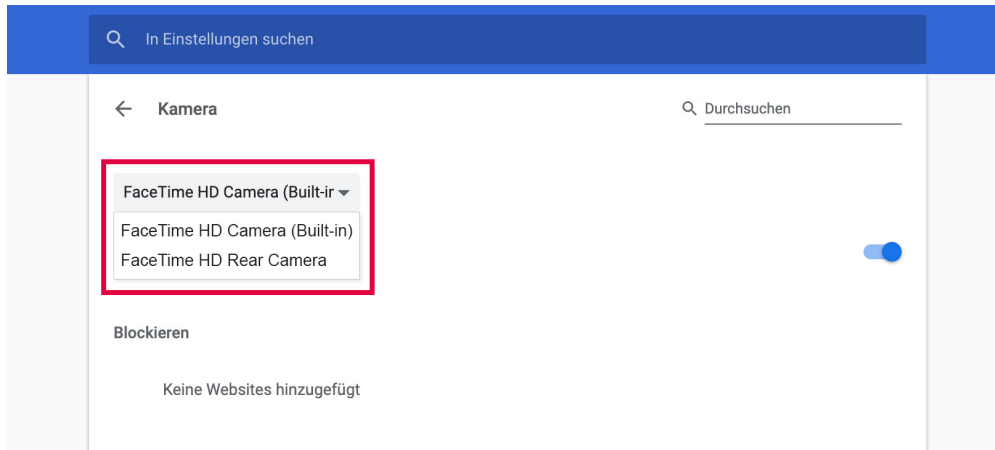 In Einstellungen suchen
Kamera
Durchsuchen
FaceTime HD Camera (Built-ir
FaceTime HD Camera (Built-in)
FaceTime HD Rear Camera
Blockieren
Keine Websites hinzugefügt